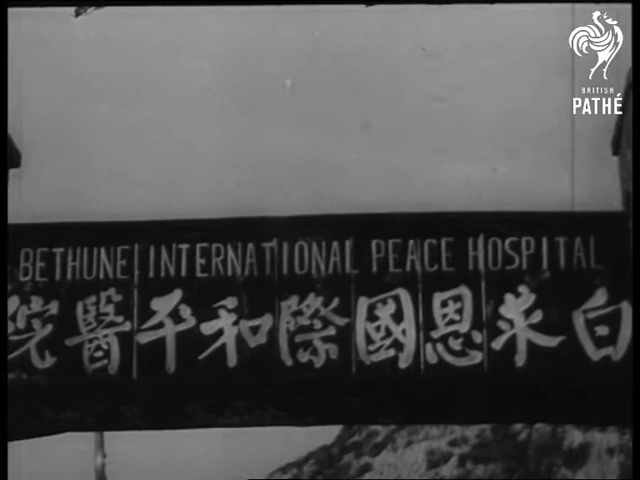 BRITISH
PATHÉ
BETHUNE INTERNATIONAL PEACE HOSPITAL
白求恩國際和平醫院